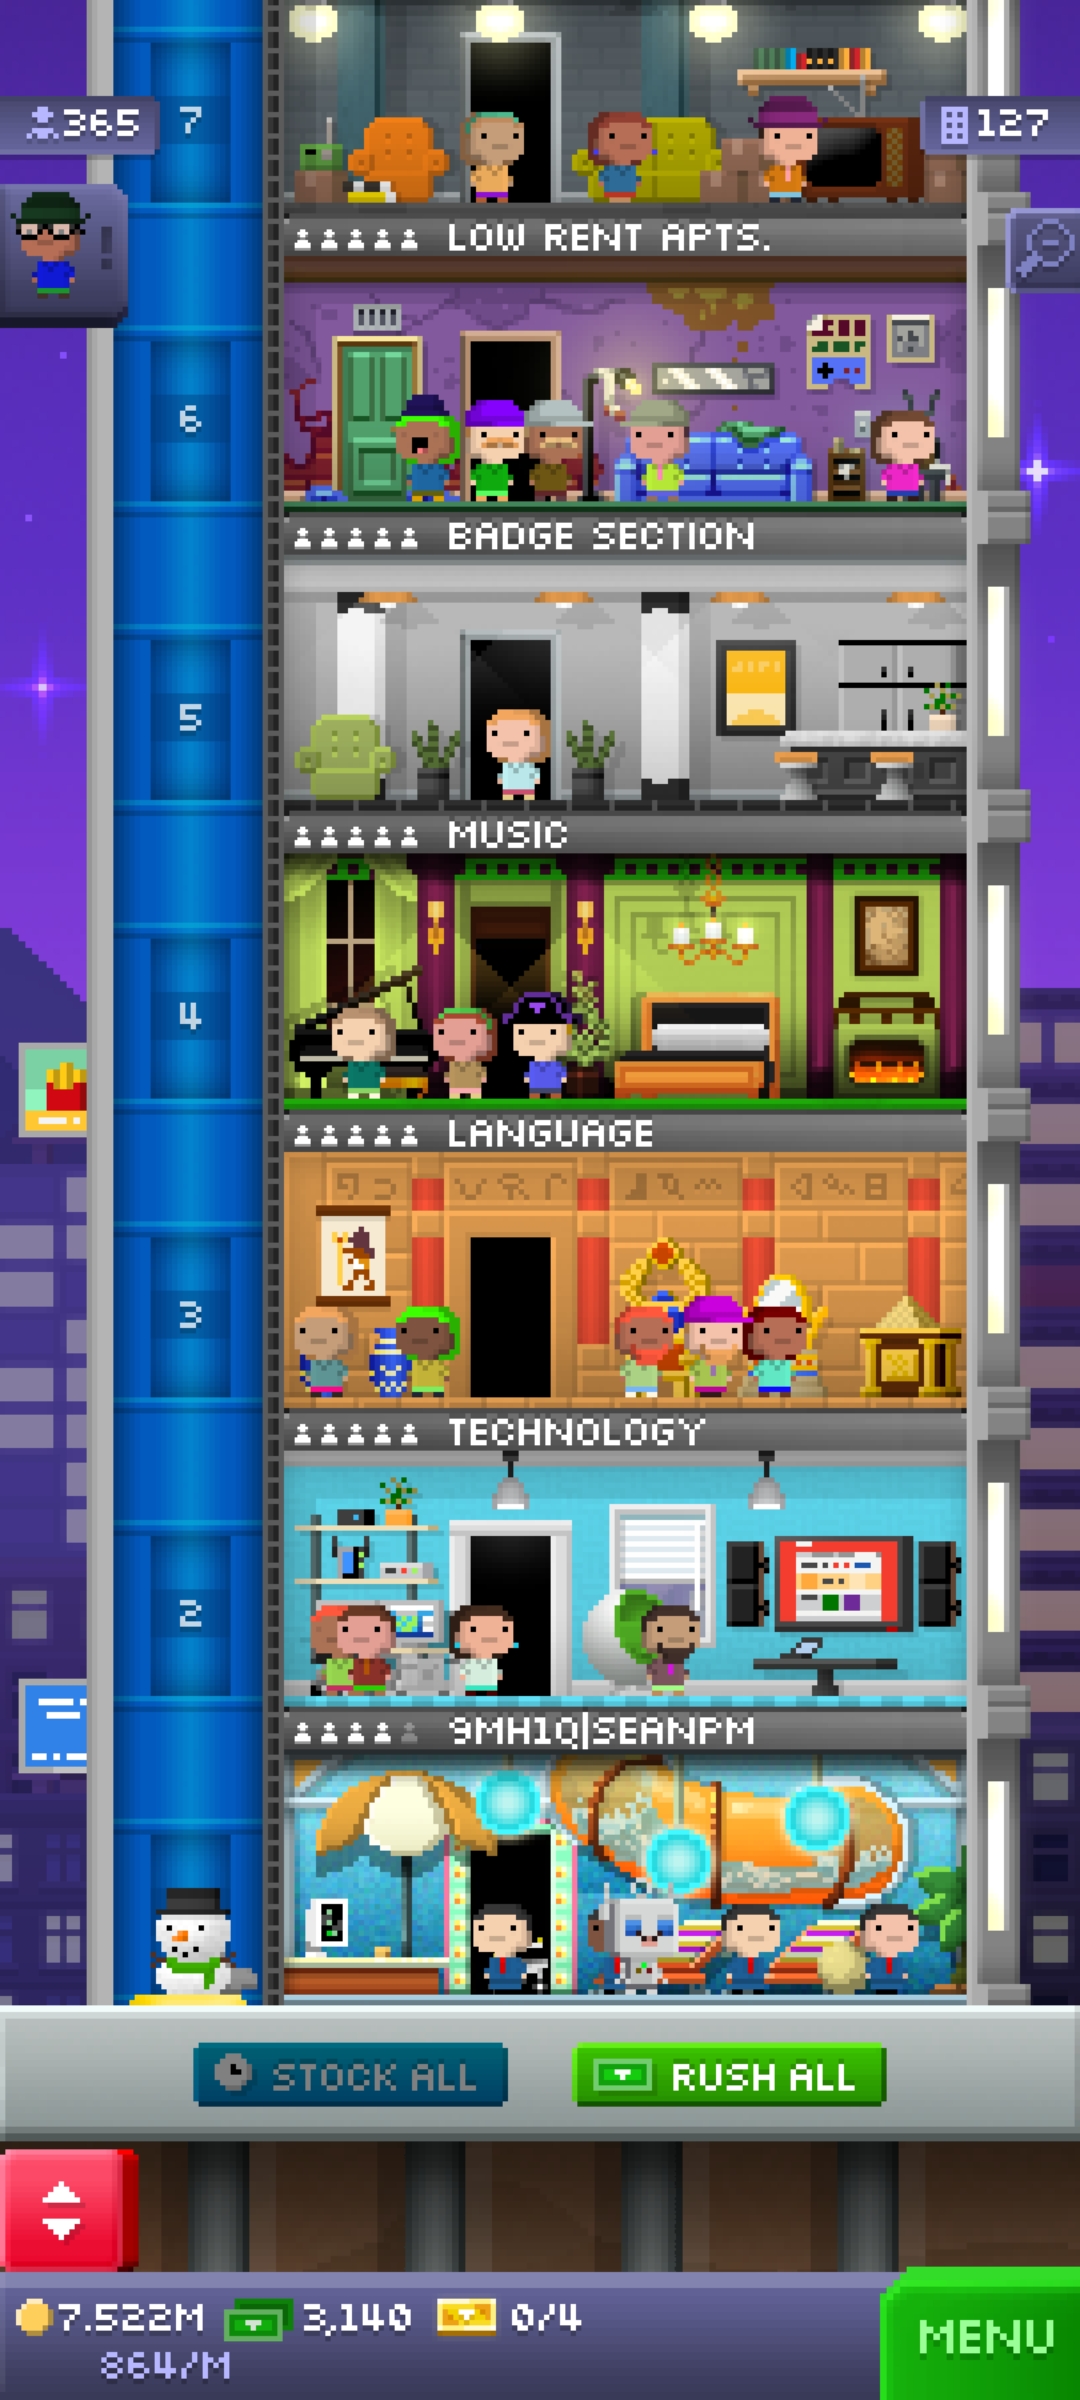 7
365
127
LOW RENT APTS.
6
BADGE SECTION
5
MUSIC
4
LANGUAGE
3
TECHNOLOGY
2
9MH1Q|SEANPM
STOCK ALL
RUSH ALL
7.522M
3,140
0/4
864/M
MENU